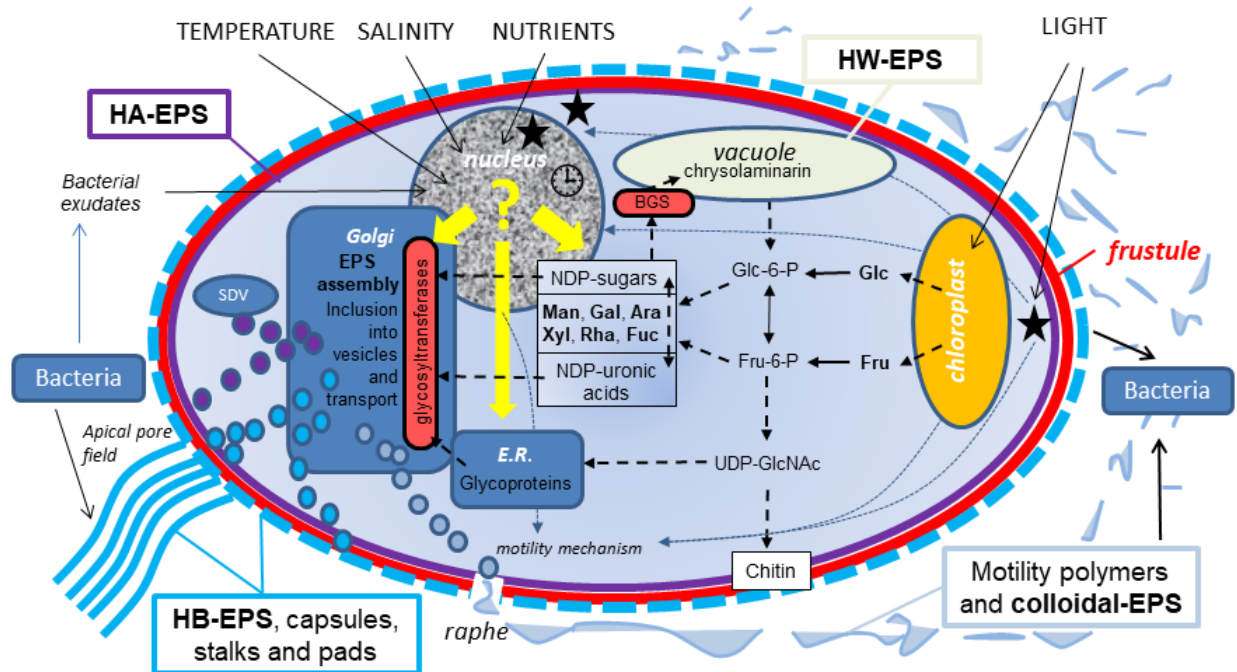 TEMPERATURE SALINITY NUTRIENTS
LIGHT
HW-EPS
HA-EPS
Bacterial
exudates
nucleus
?
vacuole
chrysolaminarin
BGS
Golgi
EPS
assembly
Inclusion
into
vesicles
and
transport
glycosyltransferases
SDV
NDP-sugars
Man, Gal, Ara
Xyl, Rha, Fuc
NDP-uronic
acids
Glc-6-P
Glc
Fru-6-P
Fru
chloroplast
frustule
Bacteria
Bacteria
Apical pore
field
E.R.
Glycoproteins
UDP-GlcNAc
motility mechanism
Chitin
HB-EPS, capsules,
stalks and pads
raphe
Motility polymers
and colloidal-EPS